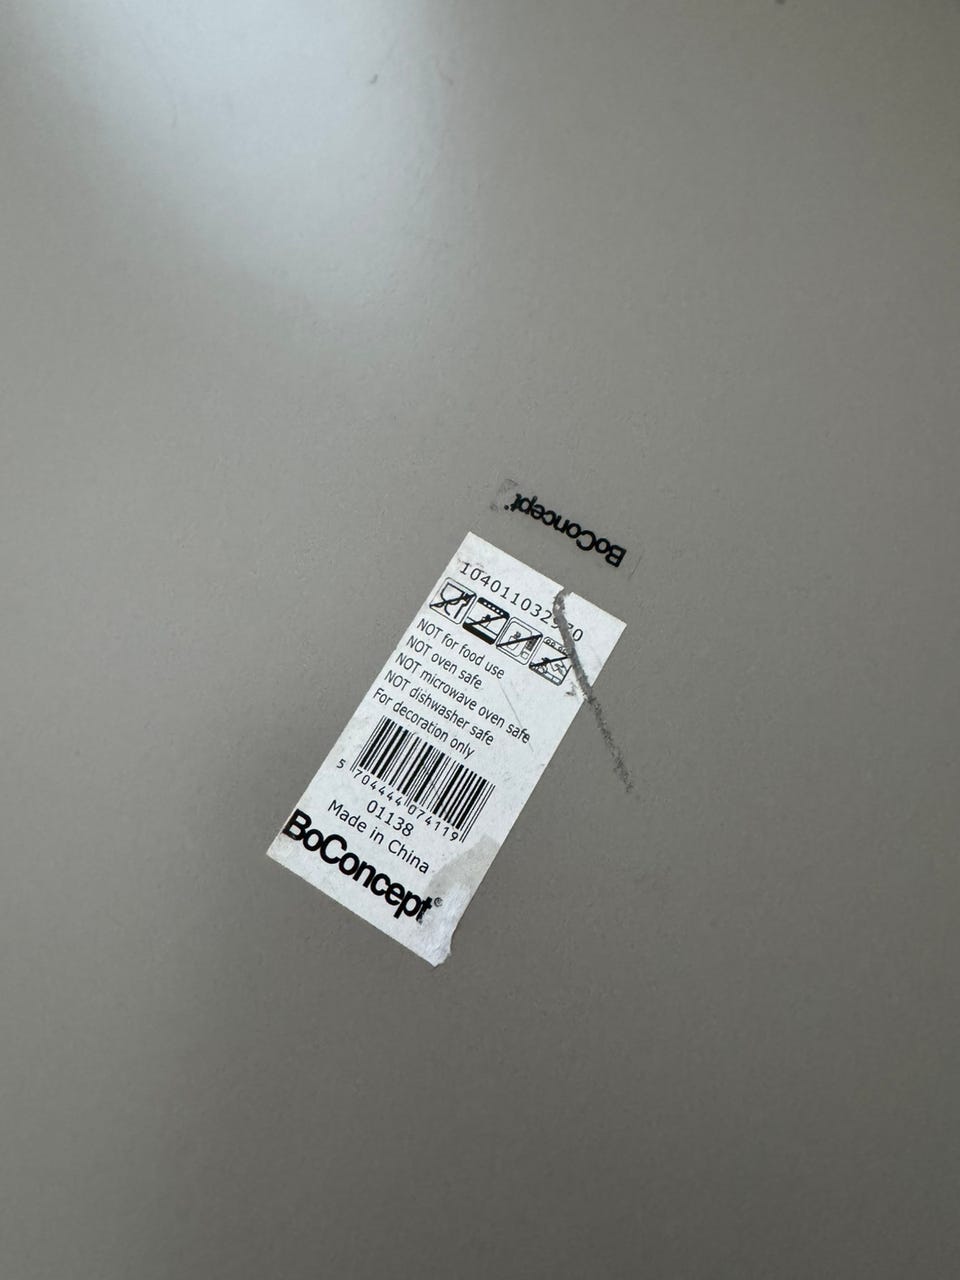 BoConcept
NOT for food use
NOT oven safe
NOT microwave oven safe
NOT dishwasher safe
For decoration only
5 704444 074119
01138
Made in China
BoConcept®